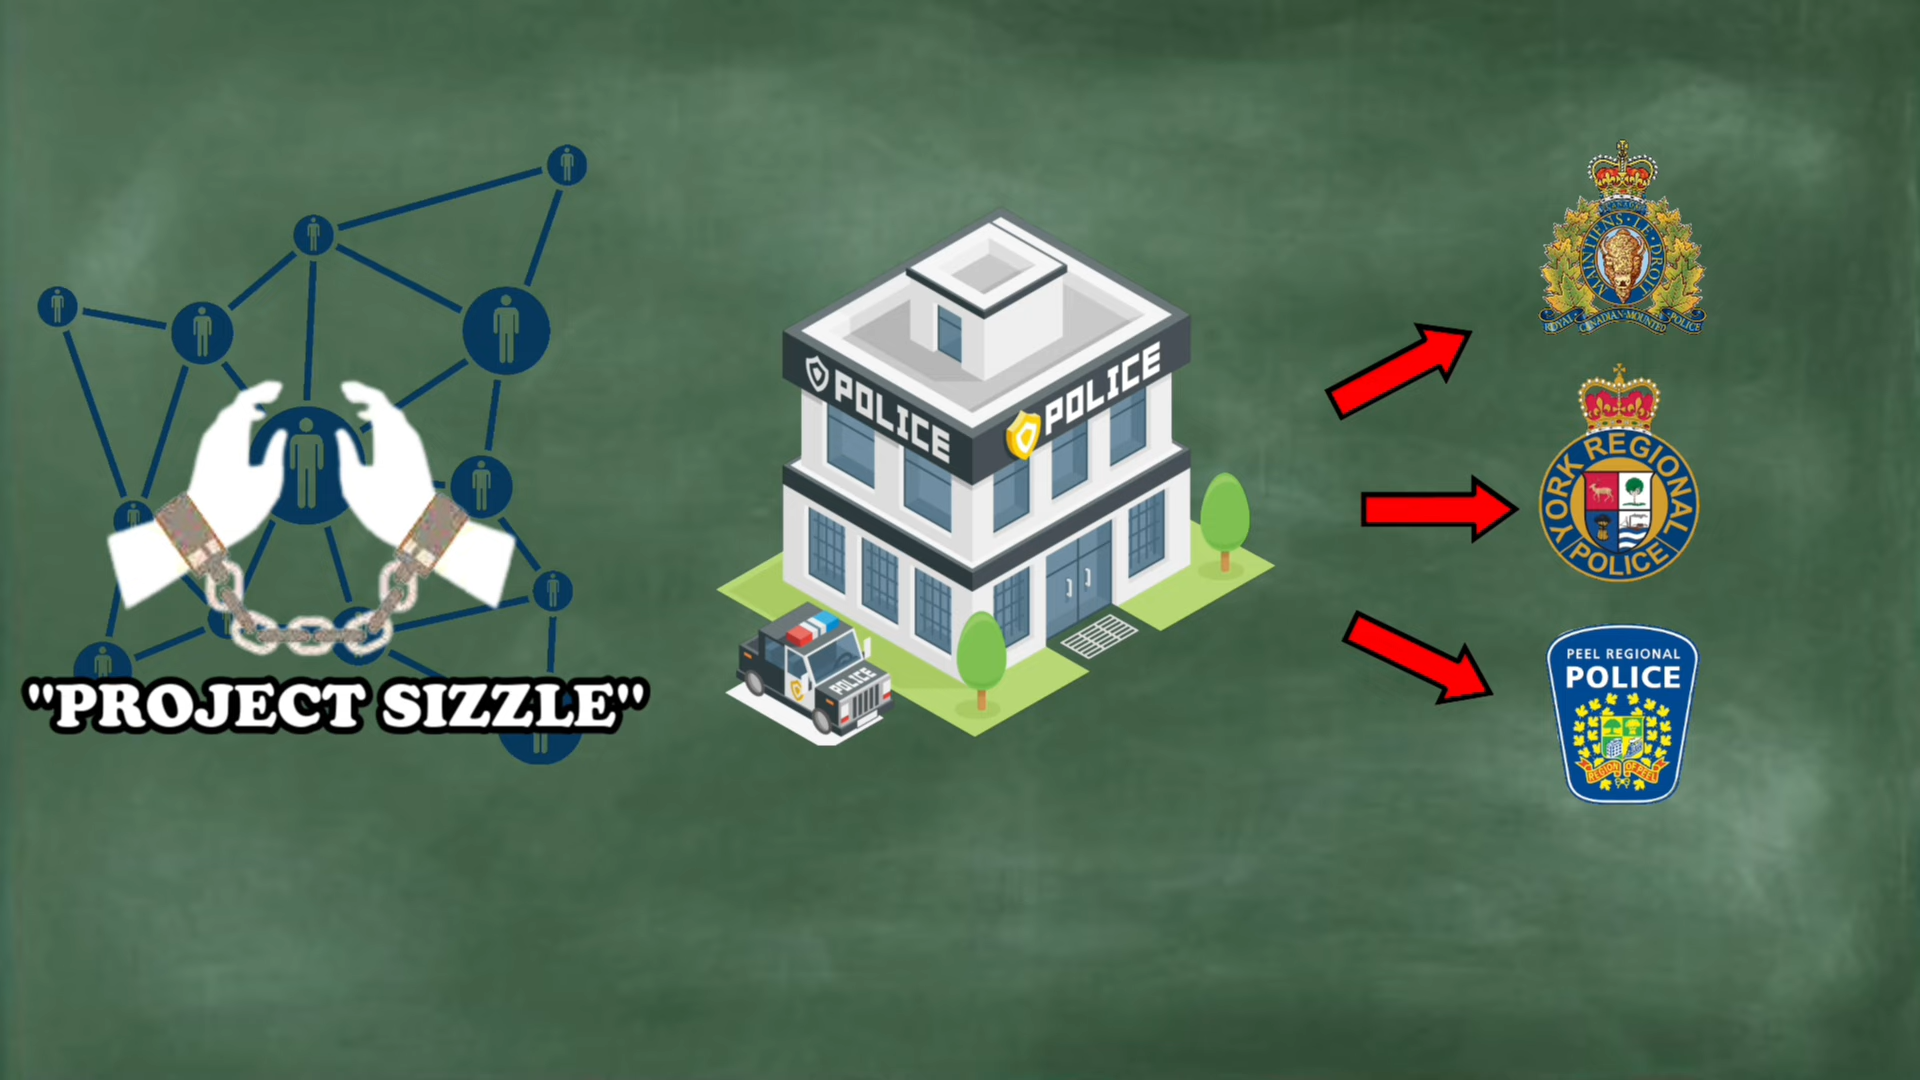 "PROJECT SIZZLE"
POLICE
POLICE
POLICE
MAINTIENS LE DROIT
ROYAL CANADIAN MOUNTED POLICE
YORK REGIONAL
POLICE
PEEL REGIONAL
POLICE
REGION OF PEEL